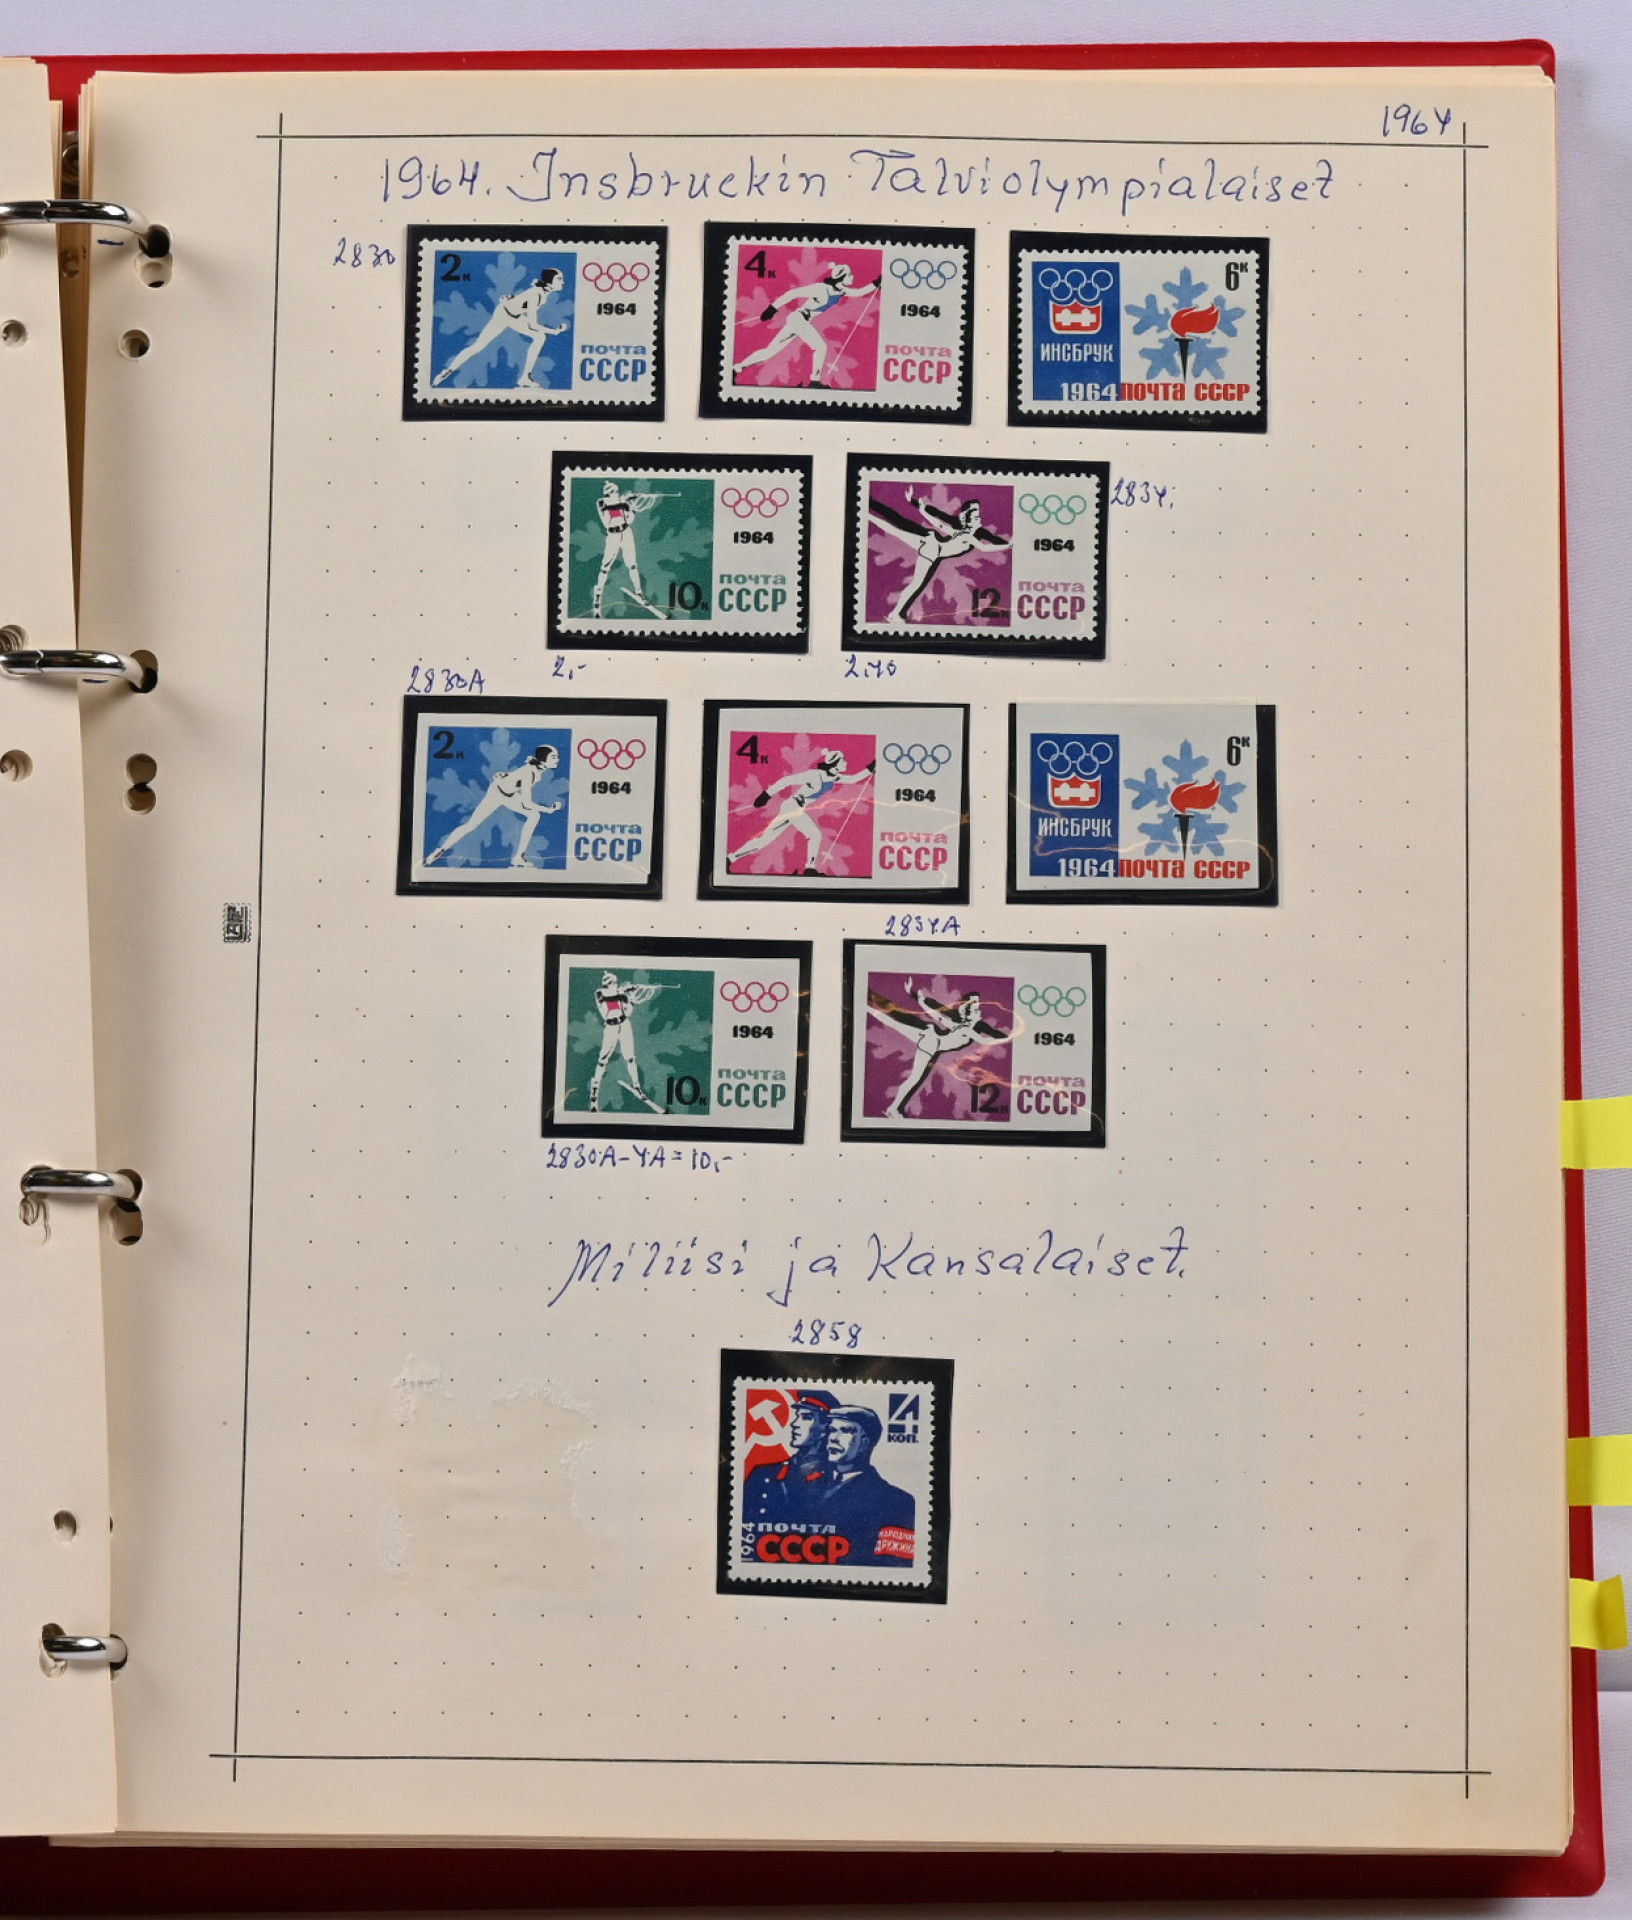 1964
1964. Insbruckin Talviolympialaiset
2830
2к
1964
почта
СССР
4к
1964
почта
СССР
6к
ИНСБРУК
1964 ПОЧТА СССР
10к
1964
почта
СССР
12к
1964
почта
СССР
2834.
2,-
2,40
2830A
2к
1964
почта
СССР
4к
1964
почта
СССР
6к
ИНСБРУК
1964 ПОЧТА СССР
2834A
10к
1964
почта
СССР
12к
1964
почта
СССР
2830A-4A=10,-
Miliisi ja Kansalaiset.
2858
4
КОП.
1964
ПОЧТА
СССР
НАРОДНАЯ
ДРУЖИНА